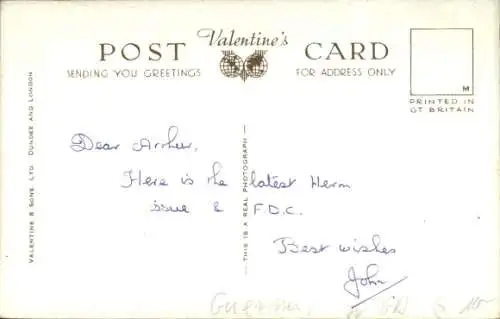 Valentine's
POST CARD
SENDING YOU GREETINGS FOR ADDRESS ONLY
M
PRINTED IN
GT BRITAIN
VALENTINE & SONS. LTD. DUNDEE AND LONDON
THIS IS A REAL PHOTOGRAPH
Dear Arthur,
Here is the latest Herm
issue & F.D.C.
Best wishes
John